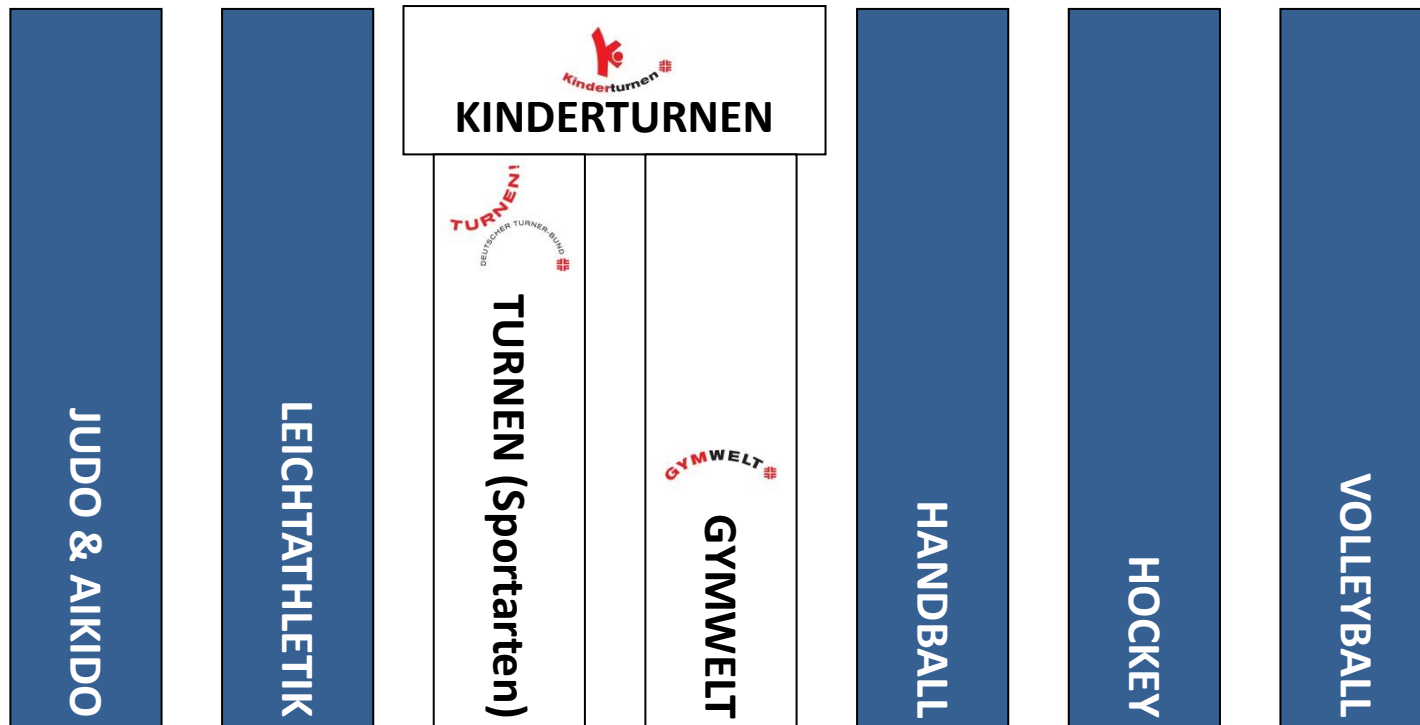 JUDO & AIKIDO
LEICHTATHLETIK
Kinderturnen
KINDERTURNEN
TURNEN!
DEUTSCHER TURNER-BUND
TURNEN (Sportarten)
GYMWELT
GYMWELT
HANDBALL
HOCKEY
VOLLEYBALL